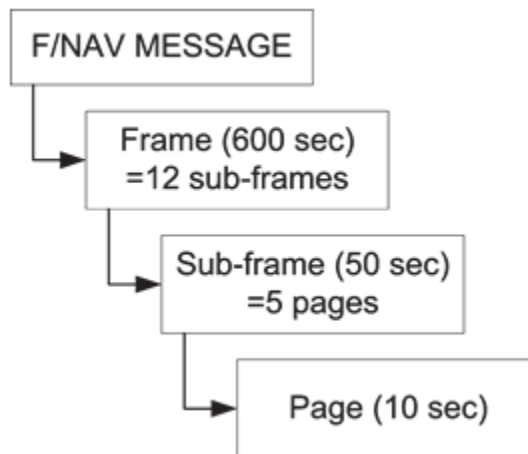 F/NAV MESSAGE
Frame (600 sec)
=12 sub-frames
Sub-frame (50 sec)
=5 pages
Page (10 sec)